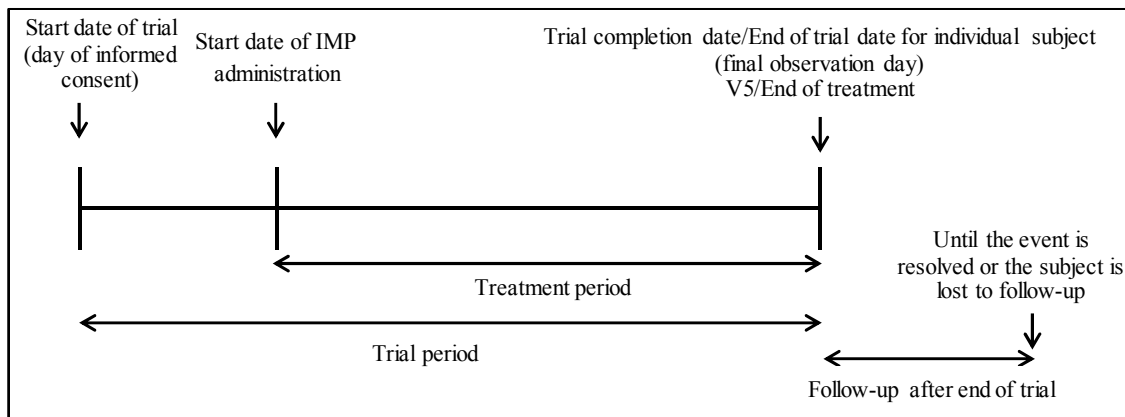 Start date of trial
(day of informed
consent)
Start date of IMP
administration
Trial completion date/End of trial date for individual subject
(final observation day)
V5/End of treatment
Until the event is
resolved or the subject is
lost to follow-up
Treatment period
Trial period
Follow-up after end of trial